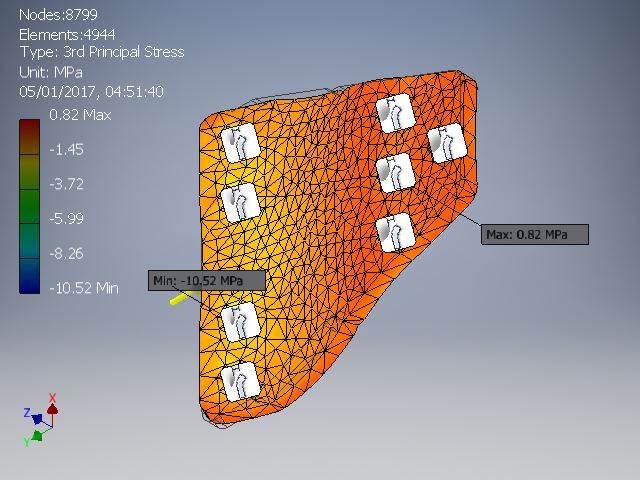 Nodes:8799
Elements:4944
Type: 3rd Principal Stress
Unit: MPa
05/01/2017, 04:51:40
0.82 Max
-1.45
-3.72
-5.99
-8.26
-10.52 Min
Max: 0.82 MPa
Min: -10.52 MPa
X
Z
Y